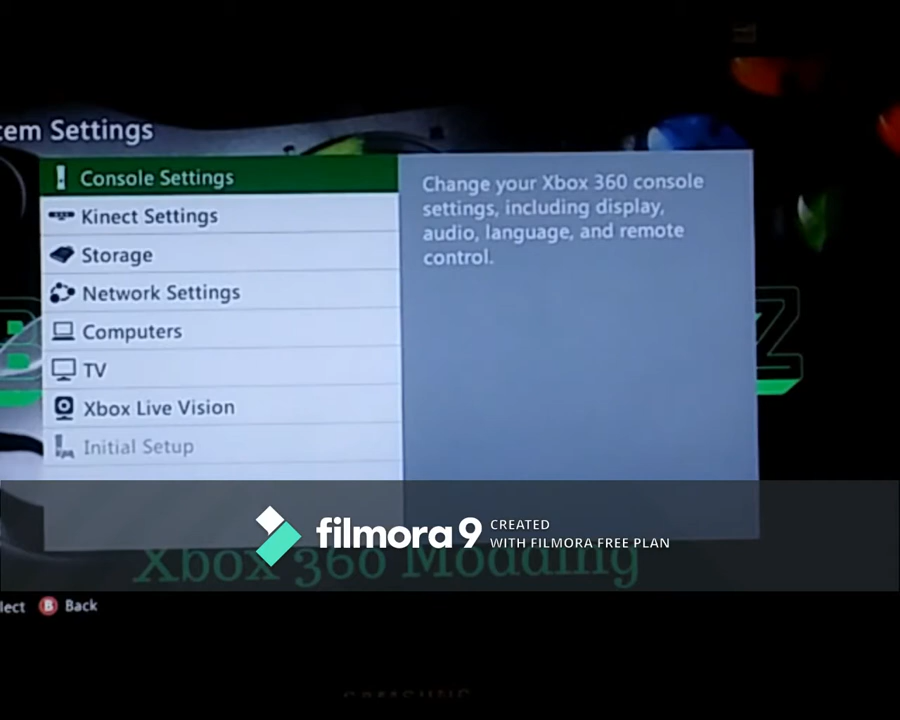 tem Settings
Console Settings
Kinect Settings
Storage
Network Settings
Computers
TV
Xbox Live Vision
Initial Setup
Change your Xbox 360 console
settings, including display,
audio, language, and remote
control.
filmora9 CREATED
WITH FILMORA FREE PLAN
Xbox 360 Modding
lect B Back
SAMSUNG